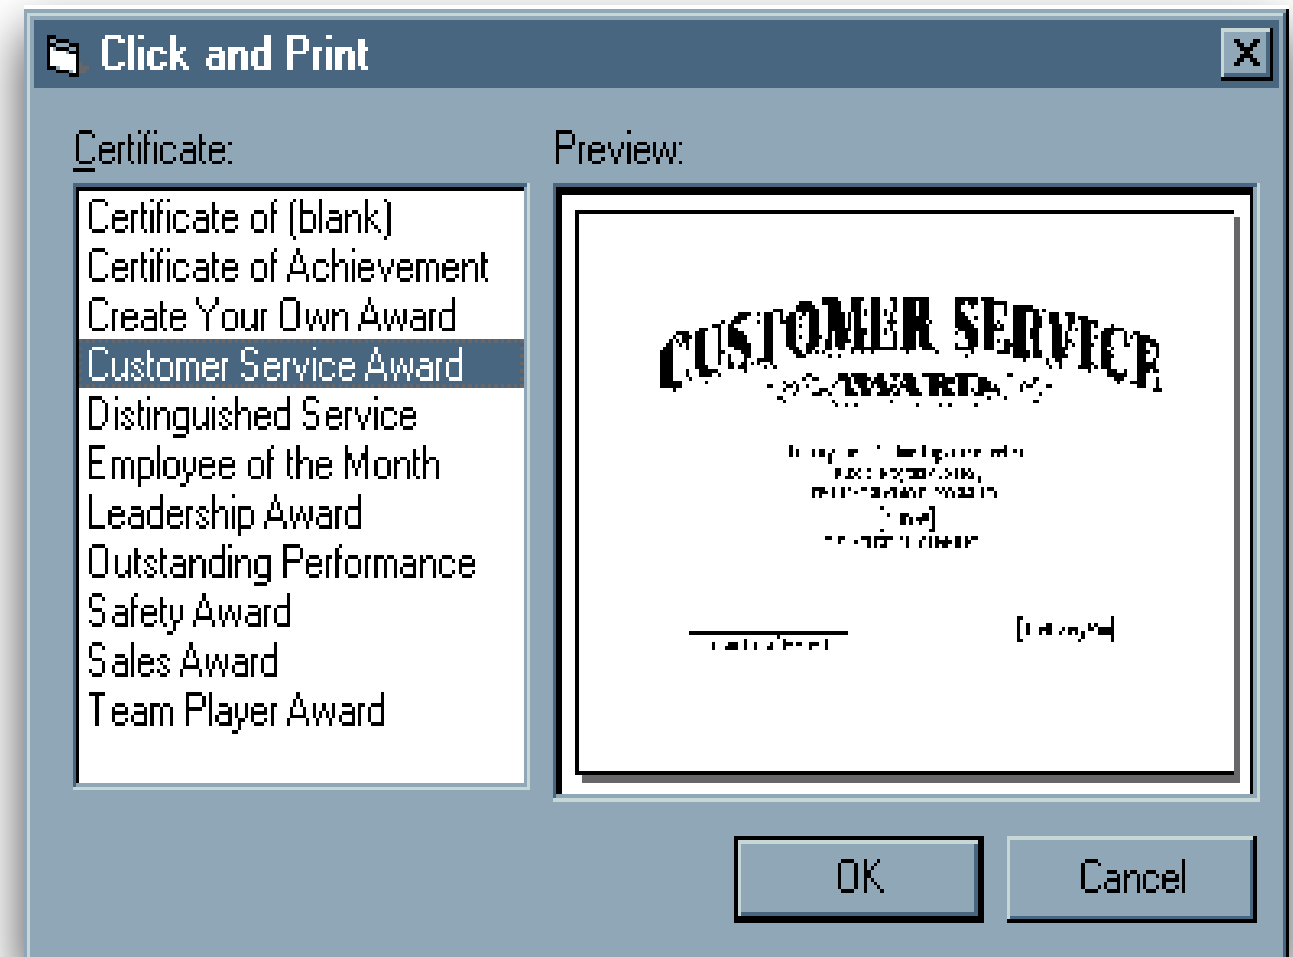 Click and Print
Certificate:
Preview:
Certificate of (blank)
Certificate of Achievement
Create Your Own Award
Customer Service Award
Distinguished Service
Employee of the Month
Leadership Award
Outstanding Performance
Safety Award
Sales Award
Team Player Award
CUSTOMER SERVICE
AWARD
OK
Cancel